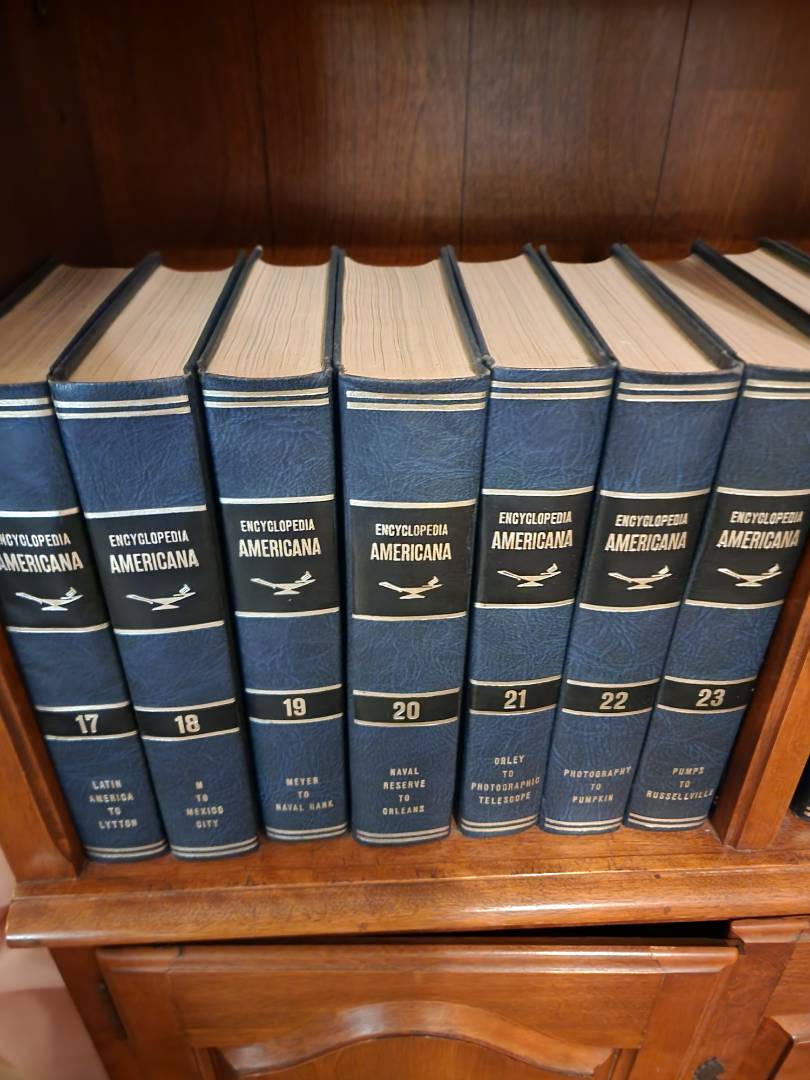 ENCYCLOPEDIA
AMERICANA
17
LATIN
AMERICA
TO
LYTTON
ENCYCLOPEDIA
AMERICANA
18
M
TO
MEXICO
CITY
ENCYCLOPEDIA
AMERICANA
19
MEYER
TO
NAVAL RANK
ENCYCLOPEDIA
AMERICANA
20
NAVAL
RESERVE
TO
ORLEANS
ENCYCLOPEDIA
AMERICANA
21
ORLEY
TO
PHOTOGRAPHIC
TELESCOPE
ENCYCLOPEDIA
AMERICANA
22
PHOTOGRAPHY
TO
PUMPKIN
ENCYCLOPEDIA
AMERICANA
23
PUMPS
TO
RUSSELLVILLE